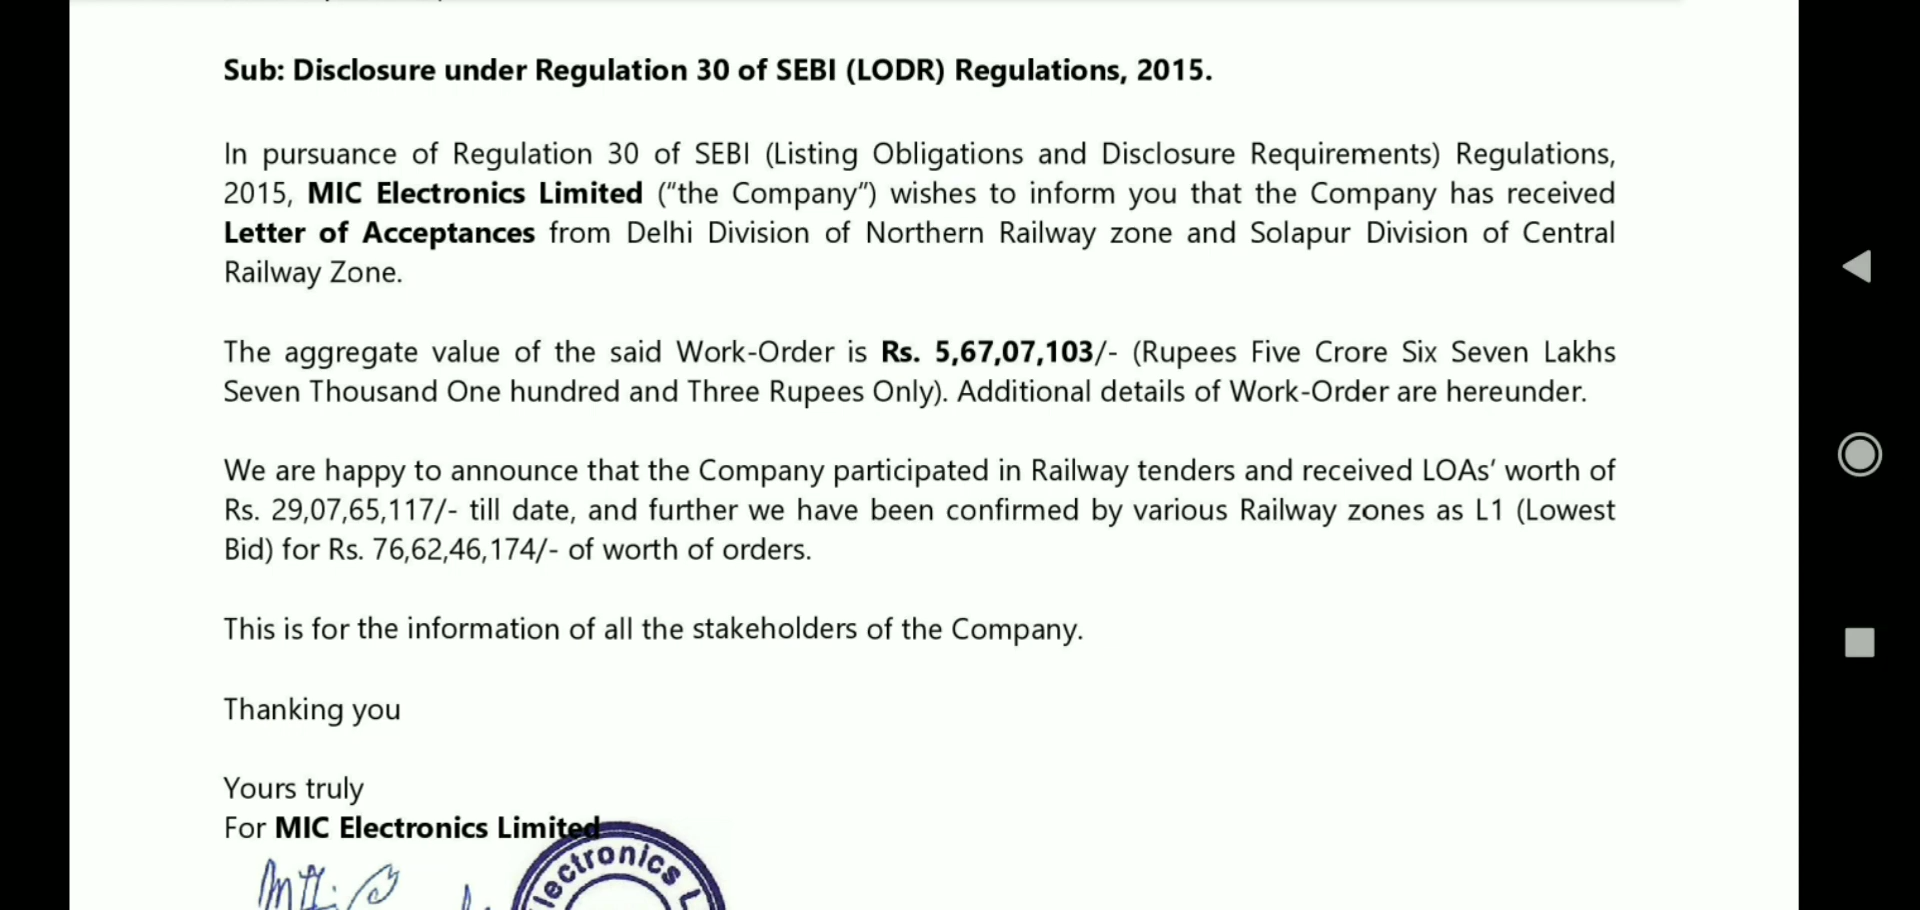 Sub: Disclosure under Regulation 30 of SEBI (LODR) Regulations, 2015.
In pursuance of Regulation 30 of SEBI (Listing Obligations and Disclosure Requirements) Regulations,
2015, MIC Electronics Limited (“the Company”) wishes to inform you that the Company has received
Letter of Acceptances from Delhi Division of Northern Railway zone and Solapur Division of Central
Railway Zone.
The aggregate value of the said Work-Order is Rs. 5,67,07,103/- (Rupees Five Crore Six Seven Lakhs
Seven Thousand One hundred and Three Rupees Only). Additional details of Work-Order are hereunder.
We are happy to announce that the Company participated in Railway tenders and received LOAs’ worth of
Rs. 29,07,65,117/- till date, and further we have been confirmed by various Railway zones as L1 (Lowest
Bid) for Rs. 76,62,46,174/- of worth of orders.
This is for the information of all the stakeholders of the Company.
Thanking you
Yours truly
For MIC Electronics Limited
Electronics L